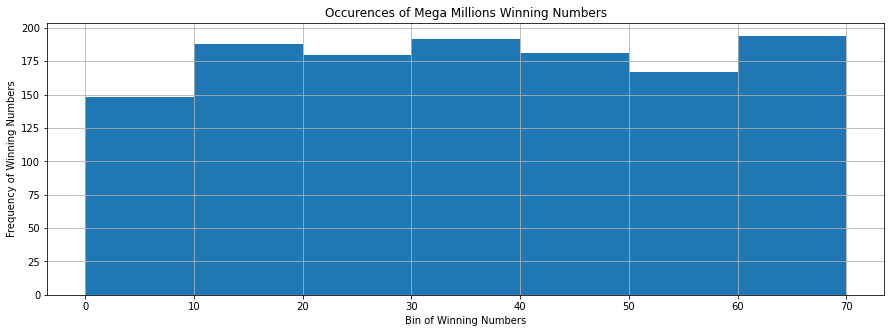 Occurences of Mega Millions Winning Numbers
Frequency of Winning Numbers
200
175
150
125
100
75
50
25
0
0 10 20 30 40 50 60 70
Bin of Winning Numbers